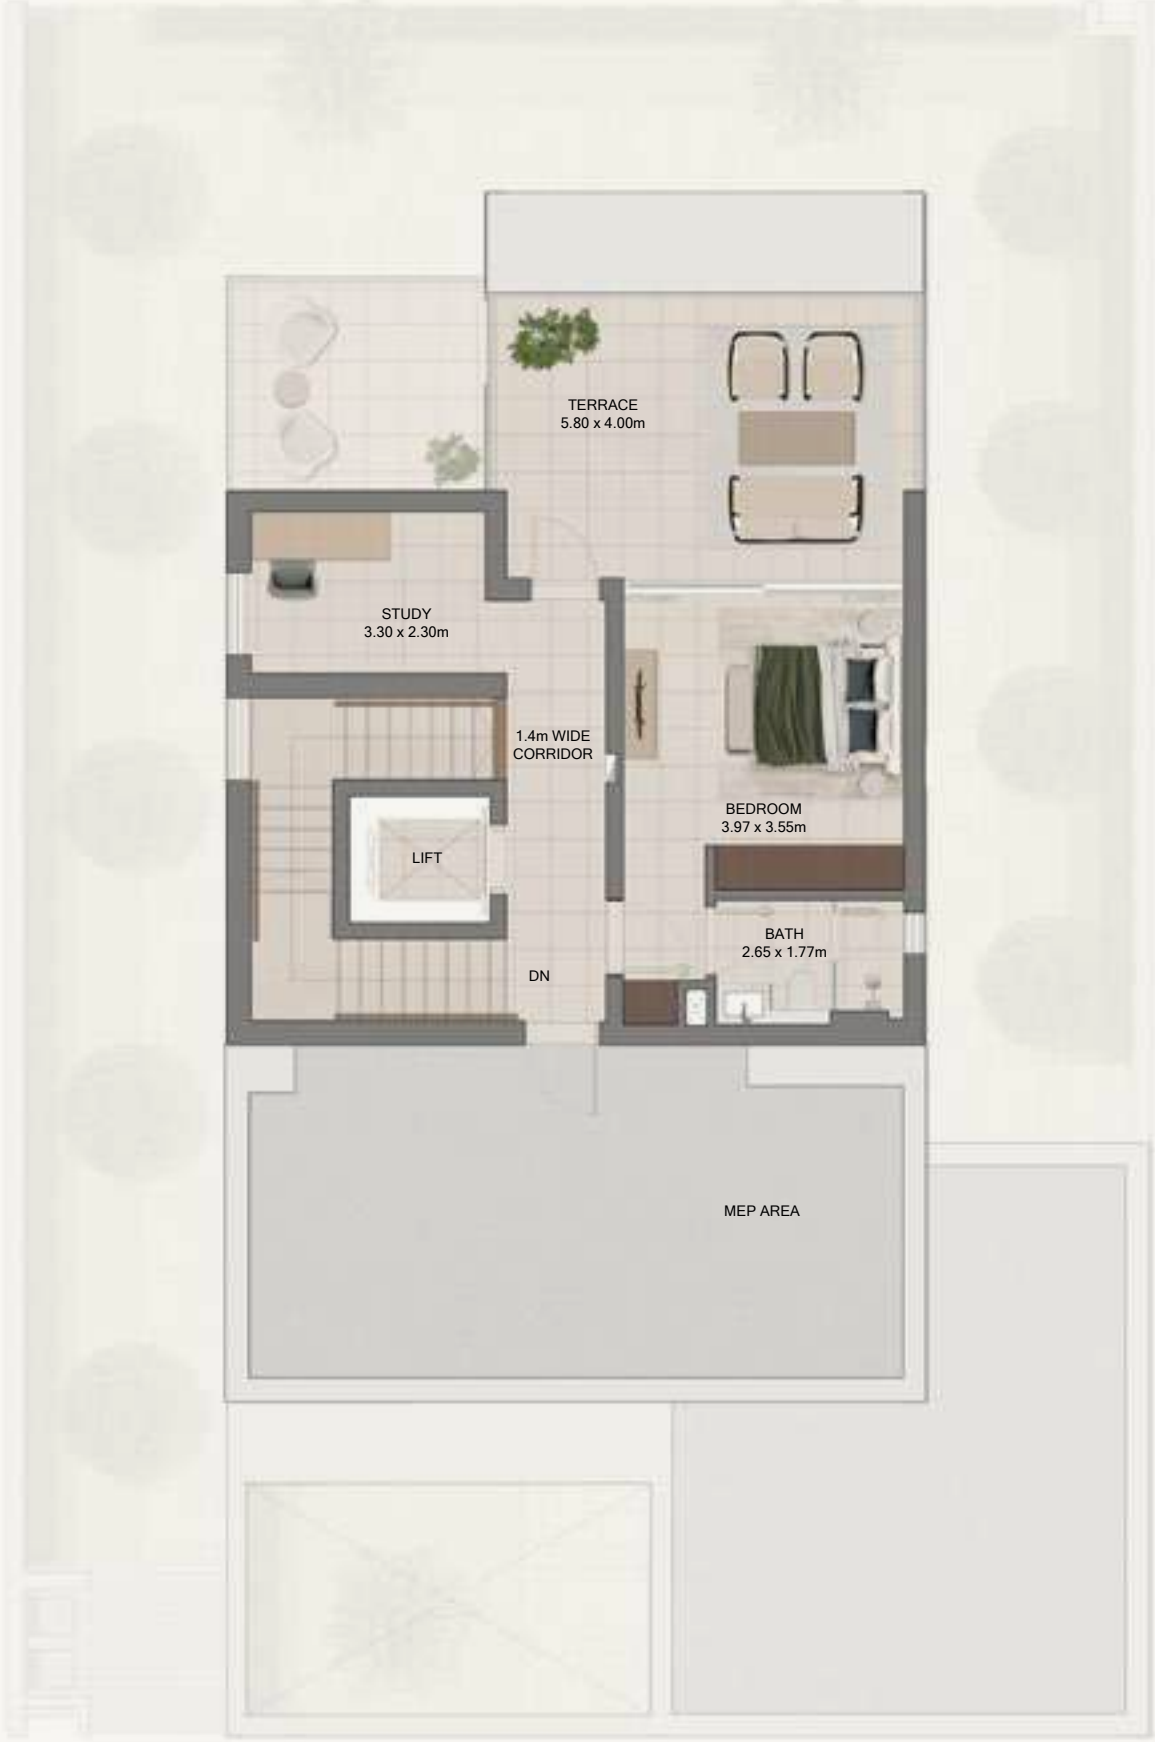 TERRACE
5.80 x 4.00m
STUDY
3.30 x 2.30m
1.4m WIDE
CORRIDOR
BEDROOM
3.97 x 3.55m
LIFT
BATH
2.65 x 1.77m
DN
MEP AREA